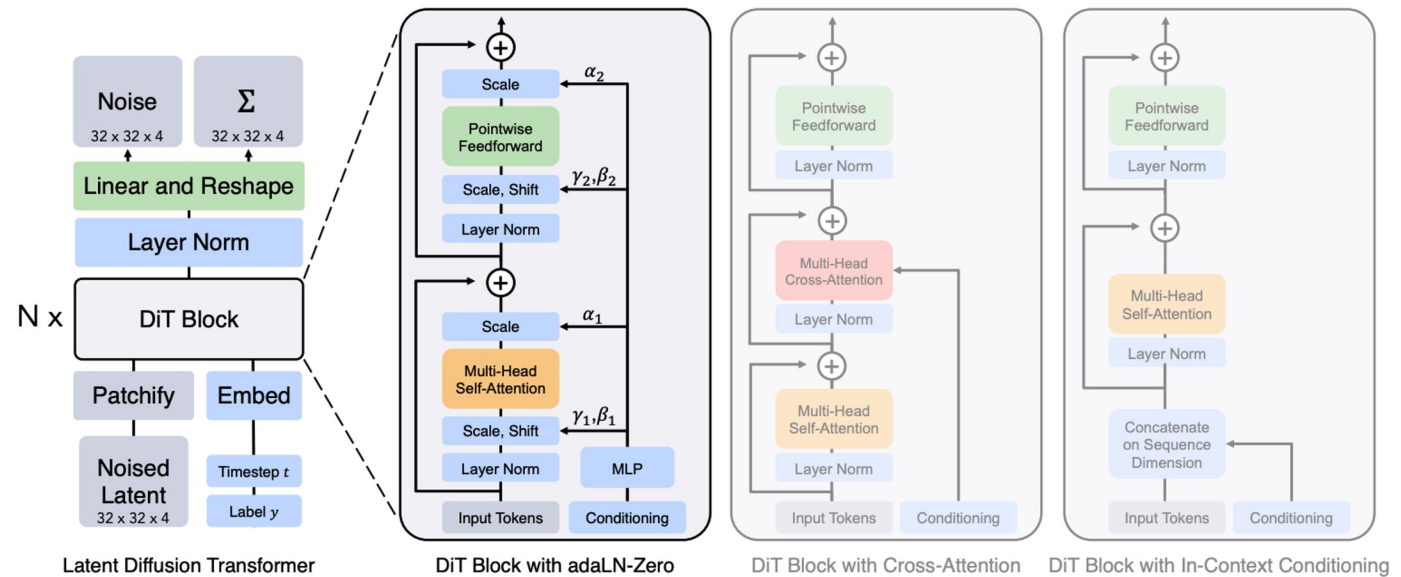 Noise
32 x 32 x 4
Σ
32 x 32 x 4
Linear and Reshape
Layer Norm
N x
DiT Block
Patchify
Embed
Noised
Latent
32 x 32 x 4
Timestep t
Label y
Latent Diffusion Transformer
+
Scale
α₂
Pointwise
Feedforward
Scale, Shift
γ₂,β₂
Layer Norm
+
Scale
α₁
Multi-Head
Self-Attention
Scale, Shift
γ₁,β₁
Layer Norm
MLP
Input Tokens
Conditioning
DiT Block with adaLN-Zero
+
Pointwise
Feedforward
Layer Norm
+
Multi-Head
Cross-Attention
Layer Norm
+
Multi-Head
Self-Attention
Layer Norm
Input Tokens
Conditioning
DiT Block with Cross-Attention
+
Pointwise
Feedforward
Layer Norm
+
Multi-Head
Self-Attention
Layer Norm
Concatenate
on Sequence
Dimension
Input Tokens
Conditioning
DiT Block with In-Context Conditioning